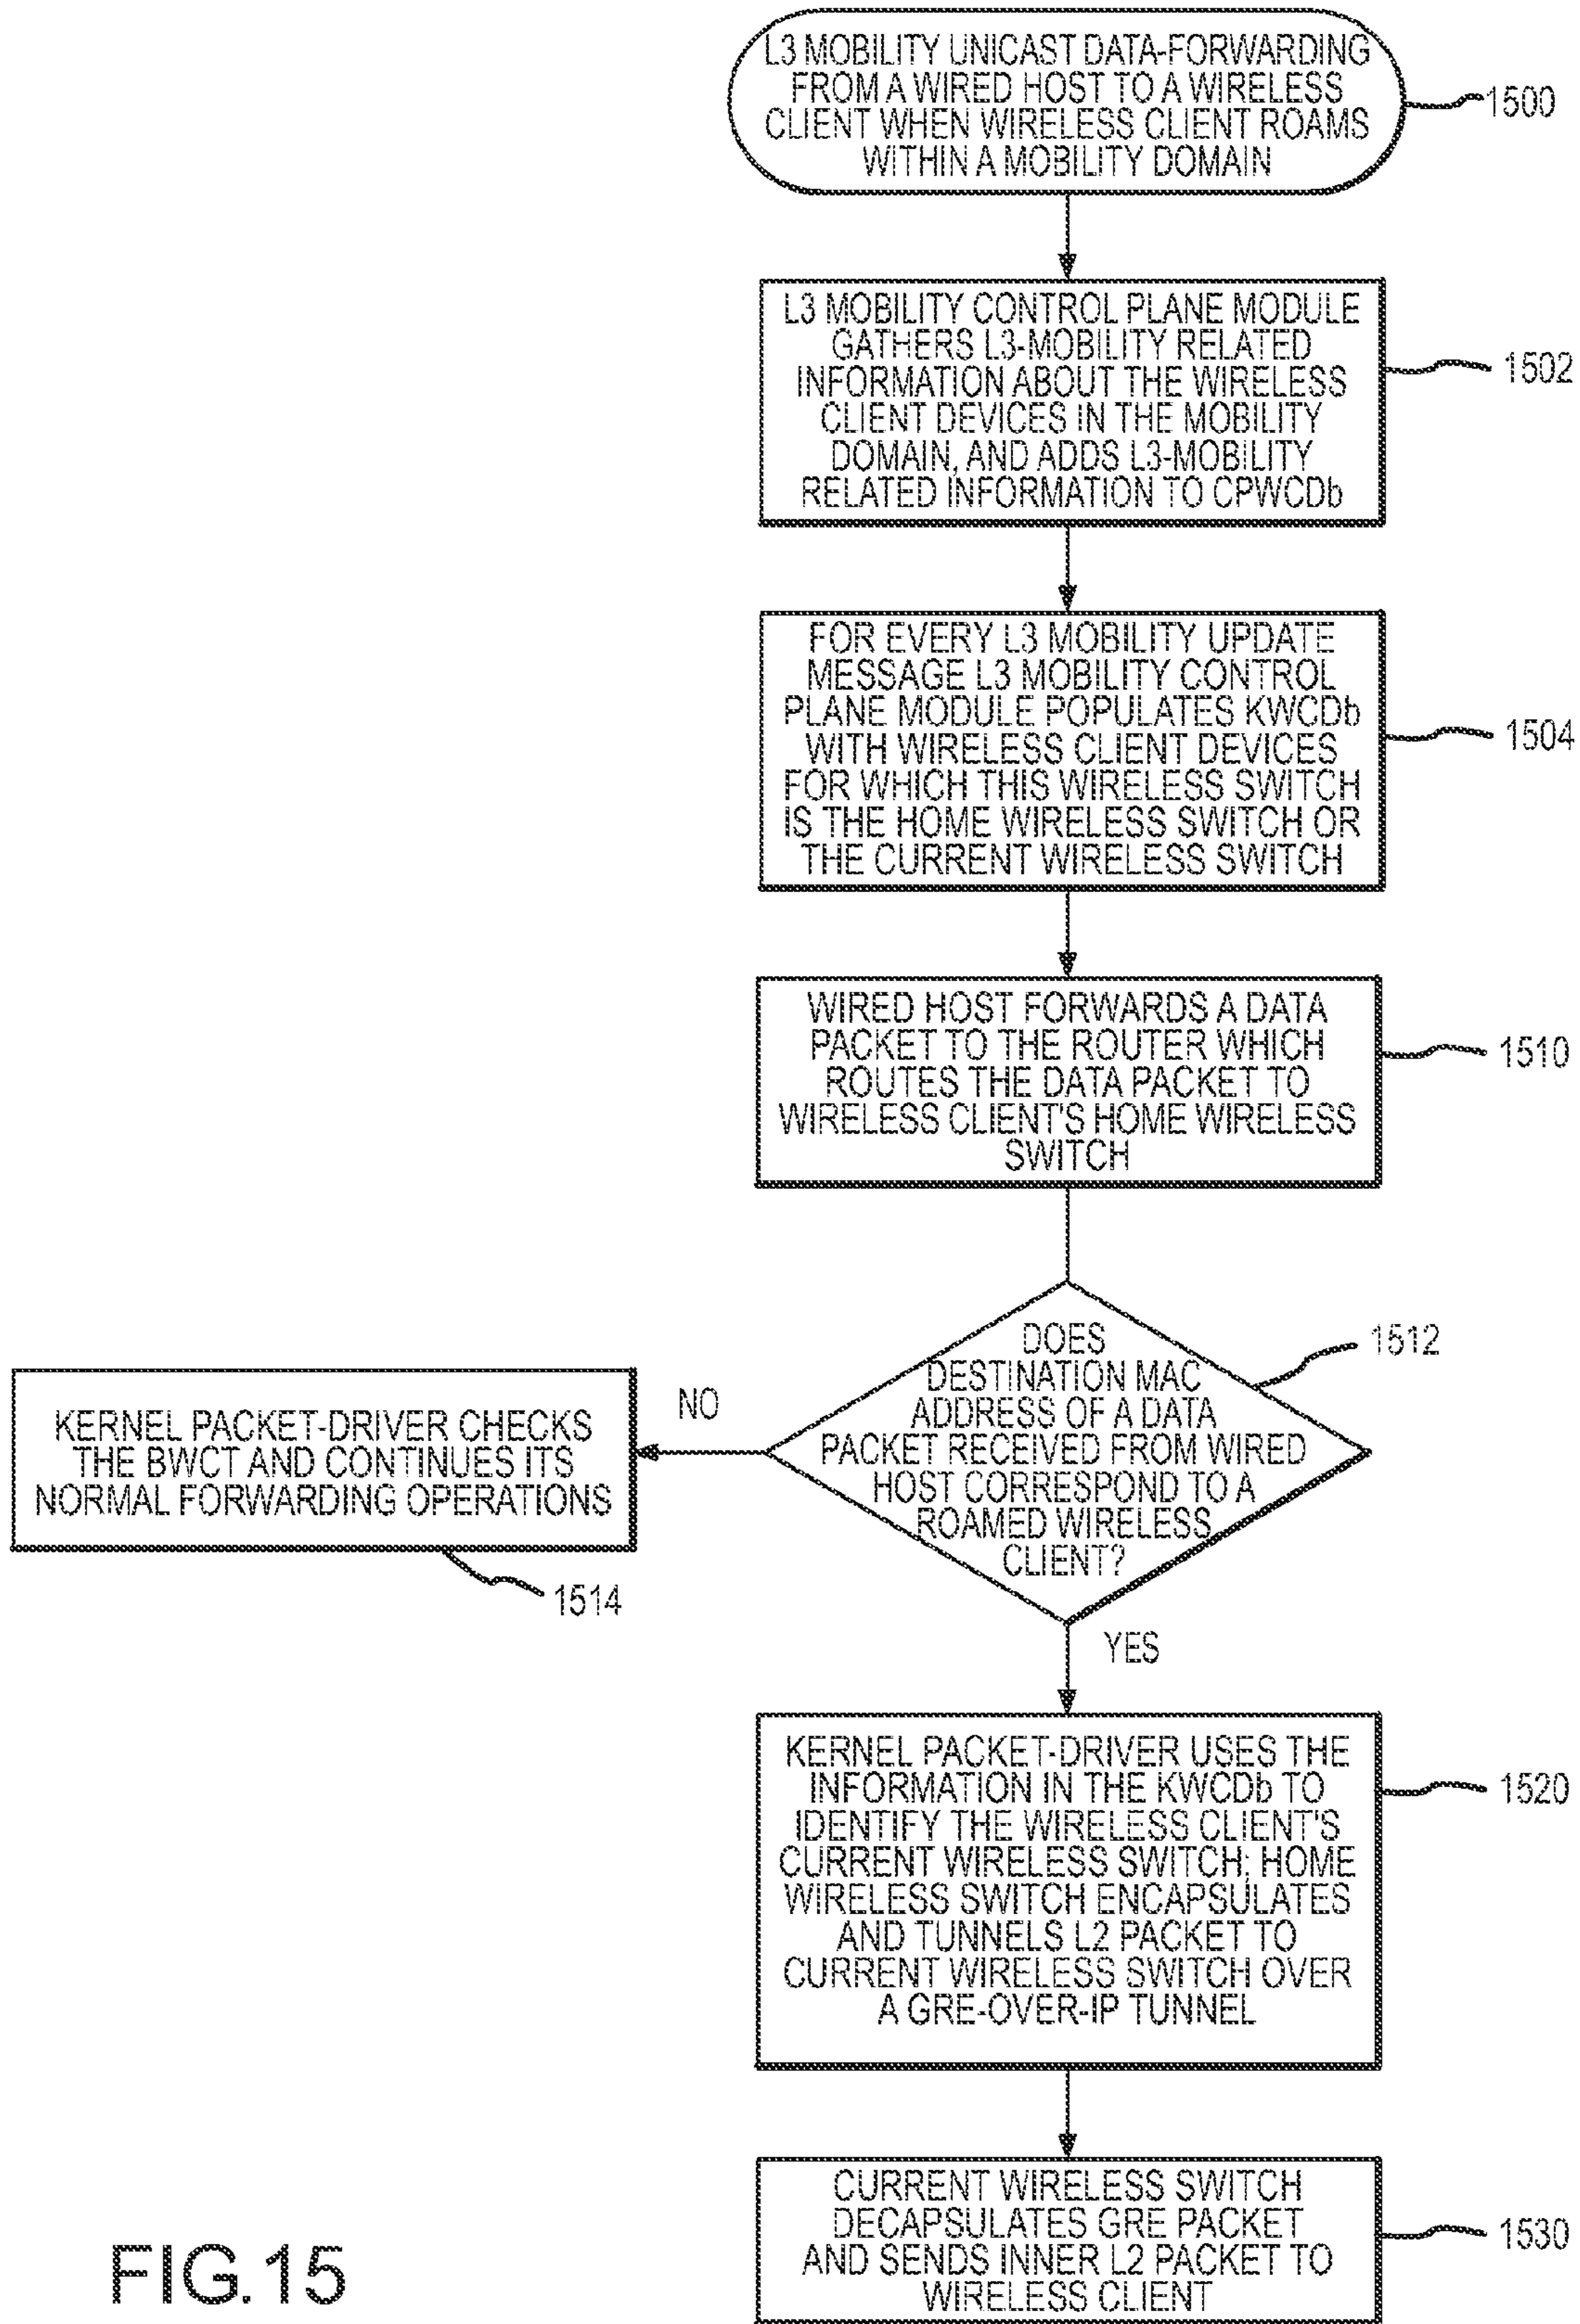 L3 MOBILITY UNICAST DATA-FORWARDING
FROM A WIRED HOST TO A WIRELESS
CLIENT WHEN WIRELESS CLIENT ROAMS
WITHIN A MOBILITY DOMAIN
1500
L3 MOBILITY CONTROL PLANE MODULE
GATHERS L3-MOBILITY RELATED
INFORMATION ABOUT THE WIRELESS
CLIENT DEVICES IN THE MOBILITY
DOMAIN, AND ADDS L3-MOBILITY
RELATED INFORMATION TO CPWCDb
1502
FOR EVERY L3 MOBILITY UPDATE
MESSAGE L3 MOBILITY CONTROL
PLANE MODULE POPULATES KWCDb
WITH WIRELESS CLIENT DEVICES
FOR WHICH THIS WIRELESS SWITCH
IS THE HOME WIRELESS SWITCH OR
THE CURRENT WIRELESS SWITCH
1504
WIRED HOST FORWARDS A DATA
PACKET TO THE ROUTER WHICH
ROUTES THE DATA PACKET TO
WIRELESS CLIENT'S HOME WIRELESS
SWITCH
1510
DOES
DESTINATION MAC
ADDRESS OF A DATA
PACKET RECEIVED FROM WIRED
HOST CORRESPOND TO A
ROAMED WIRELESS
CLIENT?
1512
NO
KERNEL PACKET-DRIVER CHECKS
THE BWCT AND CONTINUES ITS
NORMAL FORWARDING OPERATIONS
1514
YES
KERNEL PACKET-DRIVER USES THE
INFORMATION IN THE KWCDb TO
IDENTIFY THE WIRELESS CLIENT'S
CURRENT WIRELESS SWITCH; HOME
WIRELESS SWITCH ENCAPSULATES
AND TUNNELS L2 PACKET TO
CURRENT WIRELESS SWITCH OVER
A GRE-OVER-IP TUNNEL
1520
CURRENT WIRELESS SWITCH
DECAPSULATES GRE PACKET
AND SENDS INNER L2 PACKET TO
WIRELESS CLIENT
1530
FIG.15